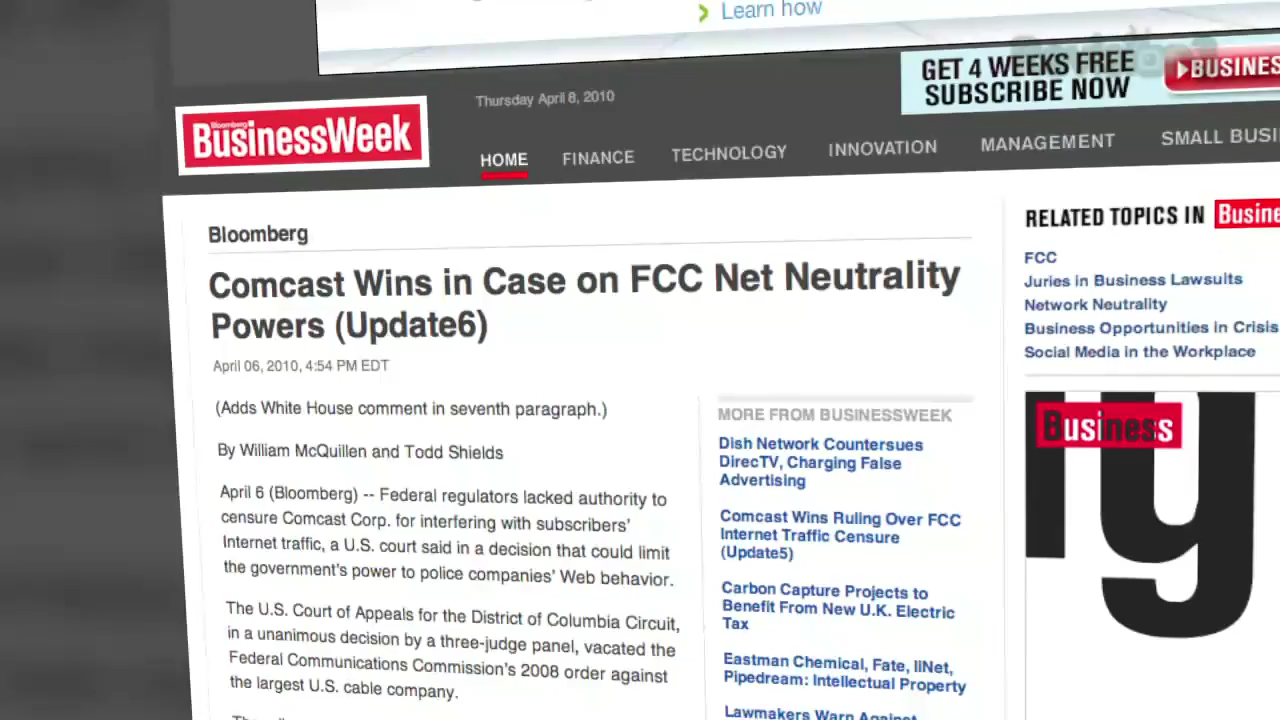 Learn how
GET 4 WEEKS FREE
SUBSCRIBE NOW
BUSINES
Thursday April 8, 2010
Bloomberg
BusinessWeek
HOME FINANCE TECHNOLOGY INNOVATION MANAGEMENT SMALL BUSI
Bloomberg
Comcast Wins in Case on FCC Net Neutrality
Powers (Update6)
April 06, 2010, 4:54 PM EDT
(Adds White House comment in seventh paragraph.)
By William McQuillen and Todd Shields
April 6 (Bloomberg) -- Federal regulators lacked authority to
censure Comcast Corp. for interfering with subscribers'
Internet traffic, a U.S. court said in a decision that could limit
the government's power to police companies' Web behavior.
The U.S. Court of Appeals for the District of Columbia Circuit,
in a unanimous decision by a three-judge panel, vacated the
Federal Communications Commission's 2008 order against
the largest U.S. cable company.
MORE FROM BUSINESSWEEK
Dish Network Countersues
DirecTV, Charging False
Advertising
Comcast Wins Ruling Over FCC
Internet Traffic Censure
(Update5)
Carbon Capture Projects to
Benefit From New U.K. Electric
Tax
Eastman Chemical, Fate, IiNet,
Pipedream: Intellectual Property
Lawmakers Warn Against
RELATED TOPICS IN Busine
FCC
Juries in Business Lawsuits
Network Neutrality
Business Opportunities in Crisis
Social Media in the Workplace
Business